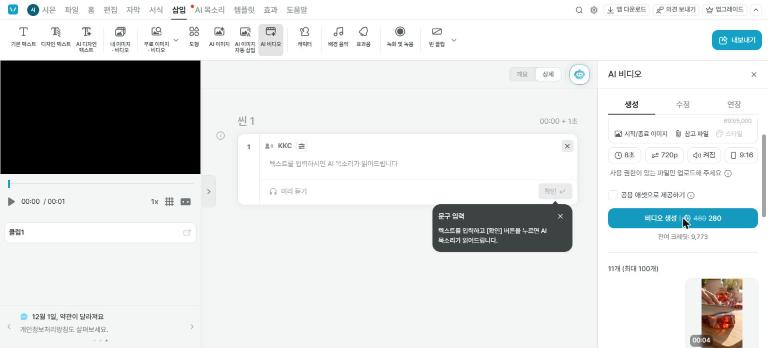 시온 파일 홈 편집 자막 서식 삽입 AI 목소리 템플릿 효과 도움말
앱 다운로드 의견 보내기 업그레이드
기본 텍스트 디자인 텍스트 AI 디자인 텍스트 내 이미지·비디오 무료 이미지·비디오 도형 AI 이미지 AI 이미지 자동 삽입 AI 비디오 캐릭터 배경 음악 효과음 녹화 및 녹음 빈 클립
내보내기
개요 상세
씬 1
00:00 + 1초
1
KKC
텍스트를 입력하시면 AI 목소리가 읽어드립니다
미리 듣기
확인
문구 입력
텍스트를 입력하고 [확인] 버튼을 누르면 AI
목소리가 읽어드립니다.
00:00 / 00:01
1x
클립1
12월 1일, 약관이 달라져요
개인정보처리방침도 살펴보세요.
AI 비디오
생성 수정 연장
시작/종료 이미지 참고 파일 스타일
8초 720p 켜짐 9:16
사용 권한이 있는 파일만 업로드해 주세요
공용 애셋으로 제공하기
비디오 생성 480 280
잔여 크레딧: 9,773
11개 (최대 100개)
00:04